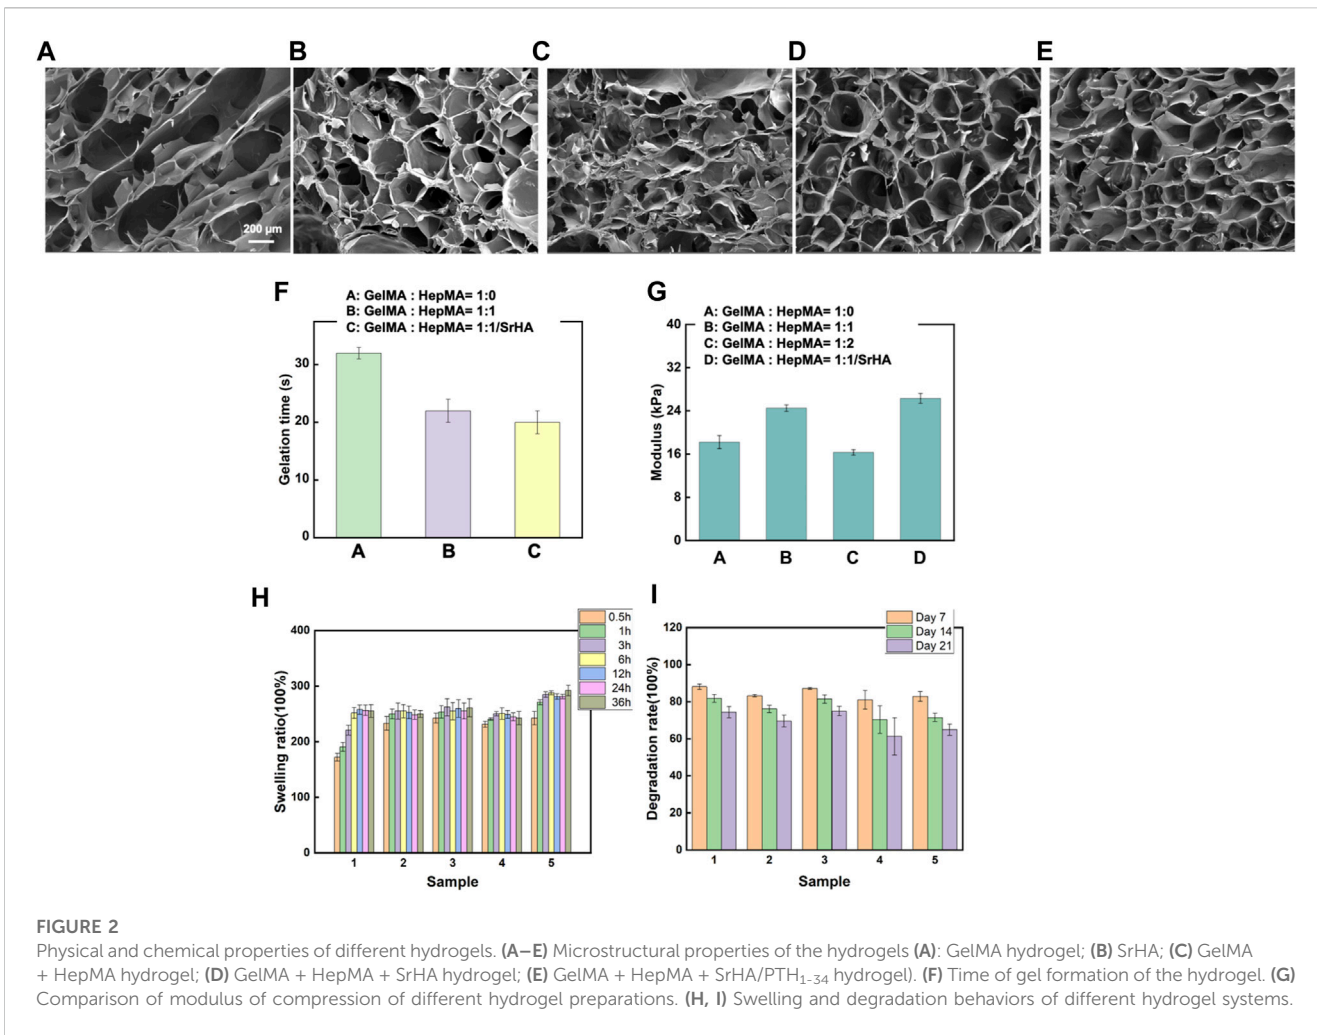 A
B
C
D
E
200 µm
F
A: GelMA : HepMA= 1:0
B: GelMA : HepMA= 1:1
C: GelMA : HepMA= 1:1/SrHA
Gelation time (s)
30
20
10
0
A B C
G
A: GelMA : HepMA= 1:0
B: GelMA : HepMA= 1:1
C: GelMA : HepMA= 1:2
D: GelMA : HepMA= 1:1/SrHA
Modulus (kPa)
40
32
24
16
8
0
A B C D
H
0.5h
1h
3h
6h
12h
24h
36h
Swelling ratio(100%)
400
300
200
100
0
1 2 3 4 5
Sample
I
Day 7
Day 14
Day 21
Degradation rate(100%)
120
100
80
60
40
20
0
1 2 3 4 5
Sample
FIGURE 2
Physical and chemical properties of different hydrogels. (A–E) Microstructural properties of the hydrogels (A): GelMA hydrogel; (B) SrHA; (C) GelMA
+ HepMA hydrogel; (D) GelMA + HepMA + SrHA hydrogel; (E) GelMA + HepMA + SrHA/PTH1-34 hydrogel). (F) Time of gel formation of the hydrogel. (G)
Comparison of modulus of compression of different hydrogel preparations. (H, I) Swelling and degradation behaviors of different hydrogel systems.